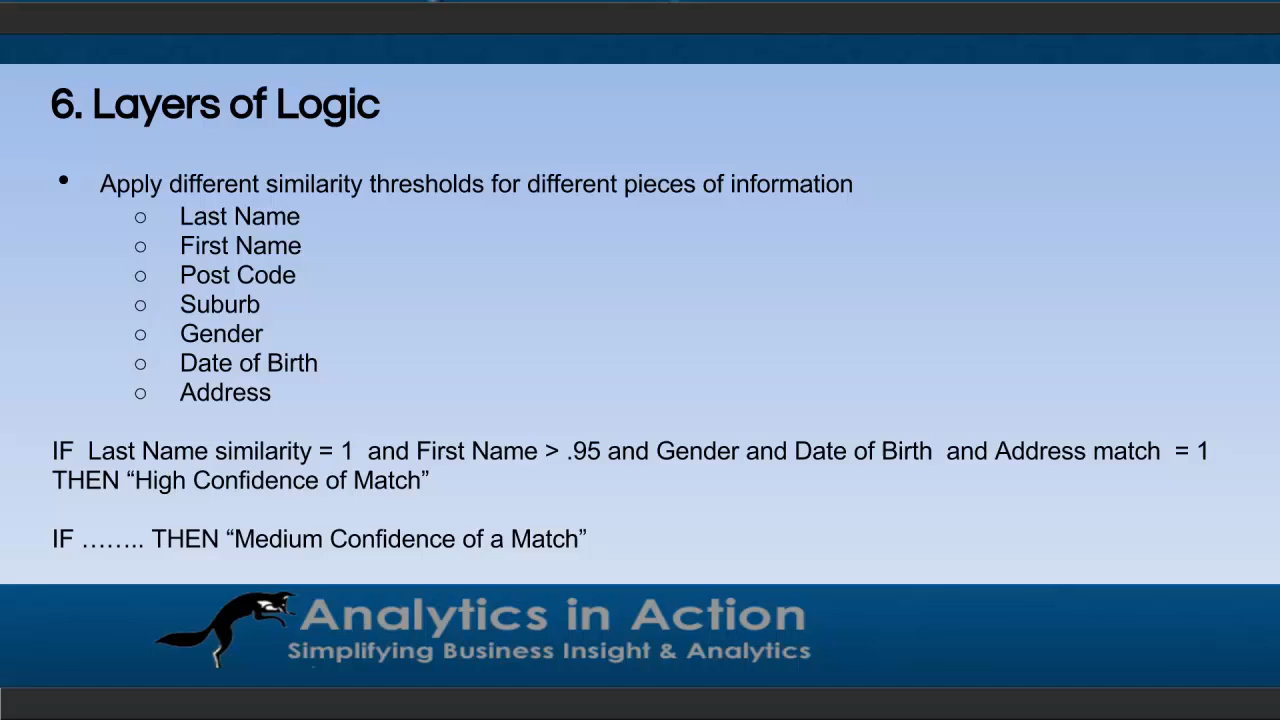 6. Layers of Logic
• Apply different similarity thresholds for different pieces of information
○ Last Name
○ First Name
○ Post Code
○ Suburb
○ Gender
○ Date of Birth
○ Address
IF Last Name similarity = 1 and First Name > .95 and Gender and Date of Birth and Address match = 1
THEN “High Confidence of Match”
IF …….. THEN “Medium Confidence of a Match”
Analytics in Action
Simplifying Business Insight & Analytics